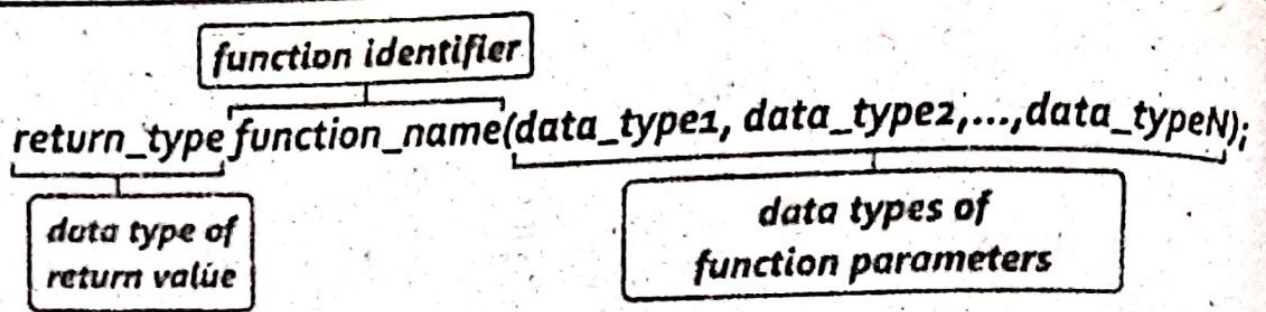 function identifier
return_type function_name(data_type1, data_type2,...,data_typeN);
data type of
return value
data types of
function parameters